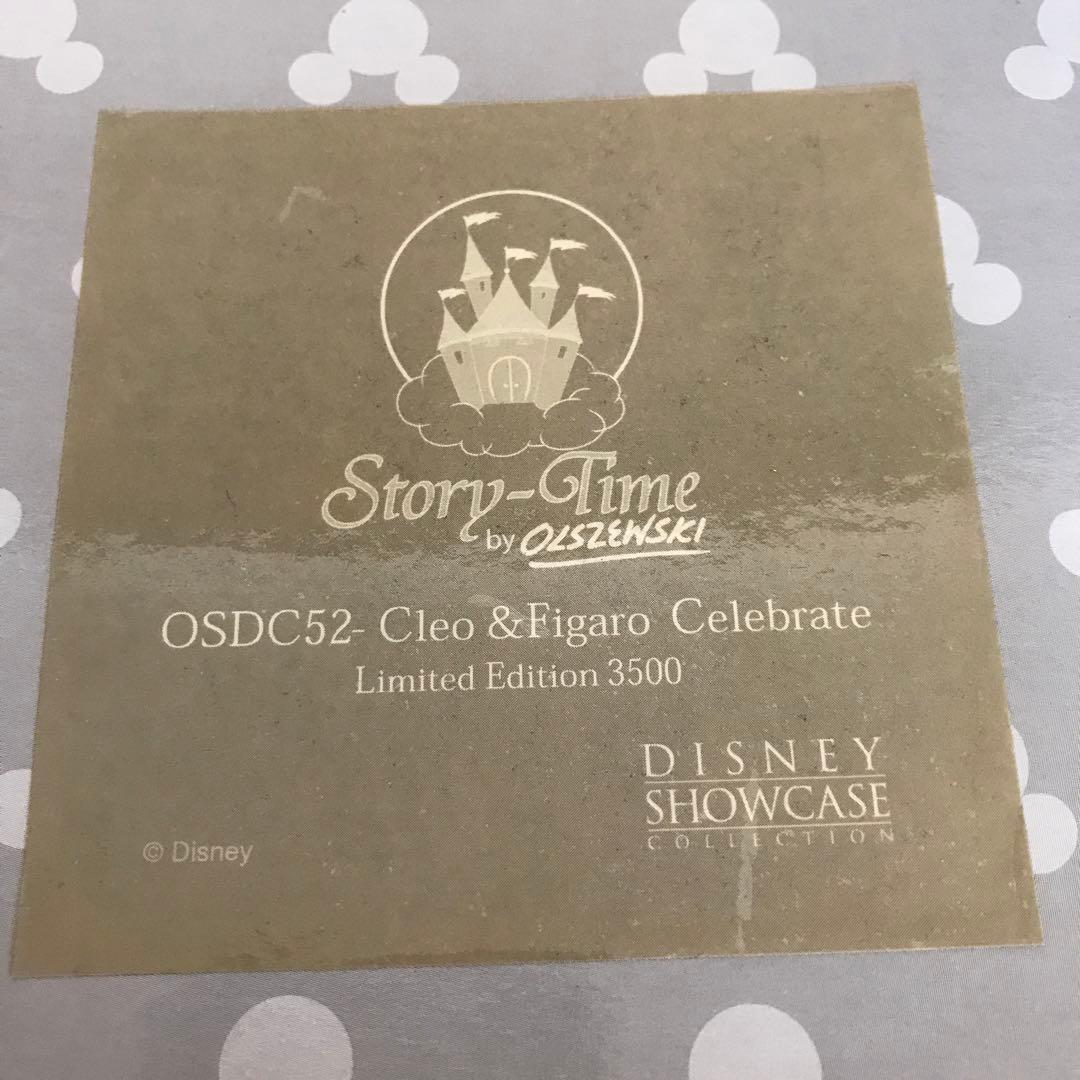 Story-Time
by OLSZEWSKI
OSDC52- Cleo &Figaro Celebrate
Limited Edition 3500
DISNEY
SHOWCASE
COLLECTION
© Disney